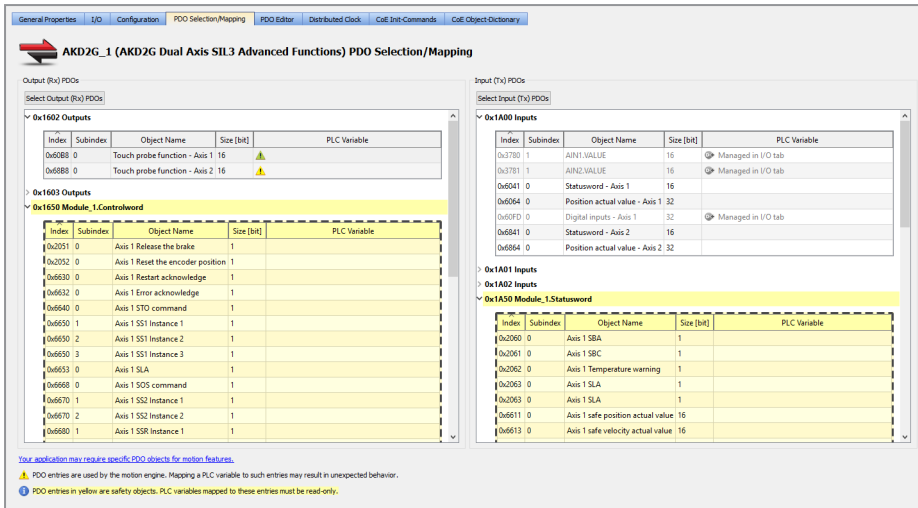 General Properties I/O Configuration PDO Selection/Mapping PDO Editor Distributed Clock CoE Init-Commands CoE Object-Dictionary
AKD2G_1 (AKD2G Dual Axis SIL3 Advanced Functions) PDO Selection/Mapping
Output (Rx) PDOs
Select Output (Rx) PDOs
0x1602 Outputs
Index Subindex Object Name Size [bit] PLC Variable
0x60B8 0 Touch probe function - Axis 1 16
0x68B8 0 Touch probe function - Axis 2 16
0x1603 Outputs
0x1650 Module_1.Controlword
Index Subindex Object Name Size [bit] PLC Variable
0x2051 0 Axis 1 Release the brake 1
0x2052 0 Axis 1 Reset the encoder position 1
0x6630 0 Axis 1 Restart acknowledge 1
0x6632 0 Axis 1 Error acknowledge 1
0x6640 0 Axis 1 STO command 1
0x6650 1 Axis 1 SS1 Instance 1 1
0x6650 2 Axis 1 SS1 Instance 2 1
0x6650 3 Axis 1 SS1 Instance 3 1
0x6653 0 Axis 1 SLA 1
0x6668 0 Axis 1 SOS command 1
0x6670 1 Axis 1 SS2 Instance 1 1
0x6670 2 Axis 1 SS2 Instance 2 1
0x6680 1 Axis 1 SSR Instance 1 1
Input (Tx) PDOs
Select Input (Tx) PDOs
0x1A00 Inputs
Index Subindex Object Name Size [bit] PLC Variable
0x3780 1 AIN1.VALUE 16 Managed in I/O tab
0x3781 1 AIN2.VALUE 16 Managed in I/O tab
0x6041 0 Statusword - Axis 1 16
0x6064 0 Position actual value - Axis 1 32
0x60FD 0 Digital inputs - Axis 1 32 Managed in I/O tab
0x6841 0 Statusword - Axis 2 16
0x6864 0 Position actual value - Axis 2 32
0x1A01 Inputs
0x1A02 Inputs
0x1A50 Module_1.Statusword
Index Subindex Object Name Size [bit] PLC Variable
0x2060 0 Axis 1 SBA 1
0x2061 0 Axis 1 SBC 1
0x2062 0 Axis 1 Temperature warning 1
0x2063 0 Axis 1 SLA 1
0x2063 0 Axis 1 SLA 1
0x6611 0 Axis 1 safe position actual value 16
0x6613 0 Axis 1 safe velocity actual value 16
Your application may require specific PDO objects for motion features.
PDO entries are used by the motion engine. Mapping a PLC variable to such entries may result in unexpected behavior.
PDO entries in yellow are safety objects. PLC variables mapped to these entries must be read-only.